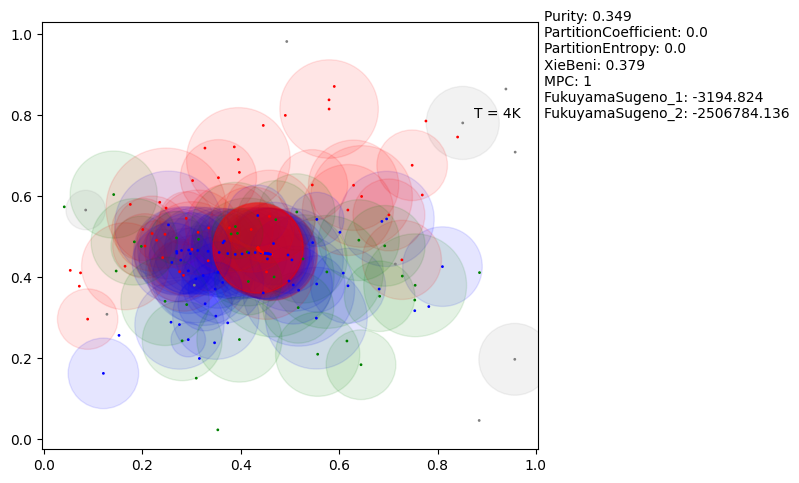 Purity: 0.349
PartitionCoefficient: 0.0
PartitionEntropy: 0.0
XieBeni: 0.379
MPC: 1
FukuyamaSugeno_1: -3194.824
FukuyamaSugeno_2: -2506784.136
T = 4K
1.0
0.8
0.6
0.4
0.2
0.0
0.0 0.2 0.4 0.6 0.8 1.0